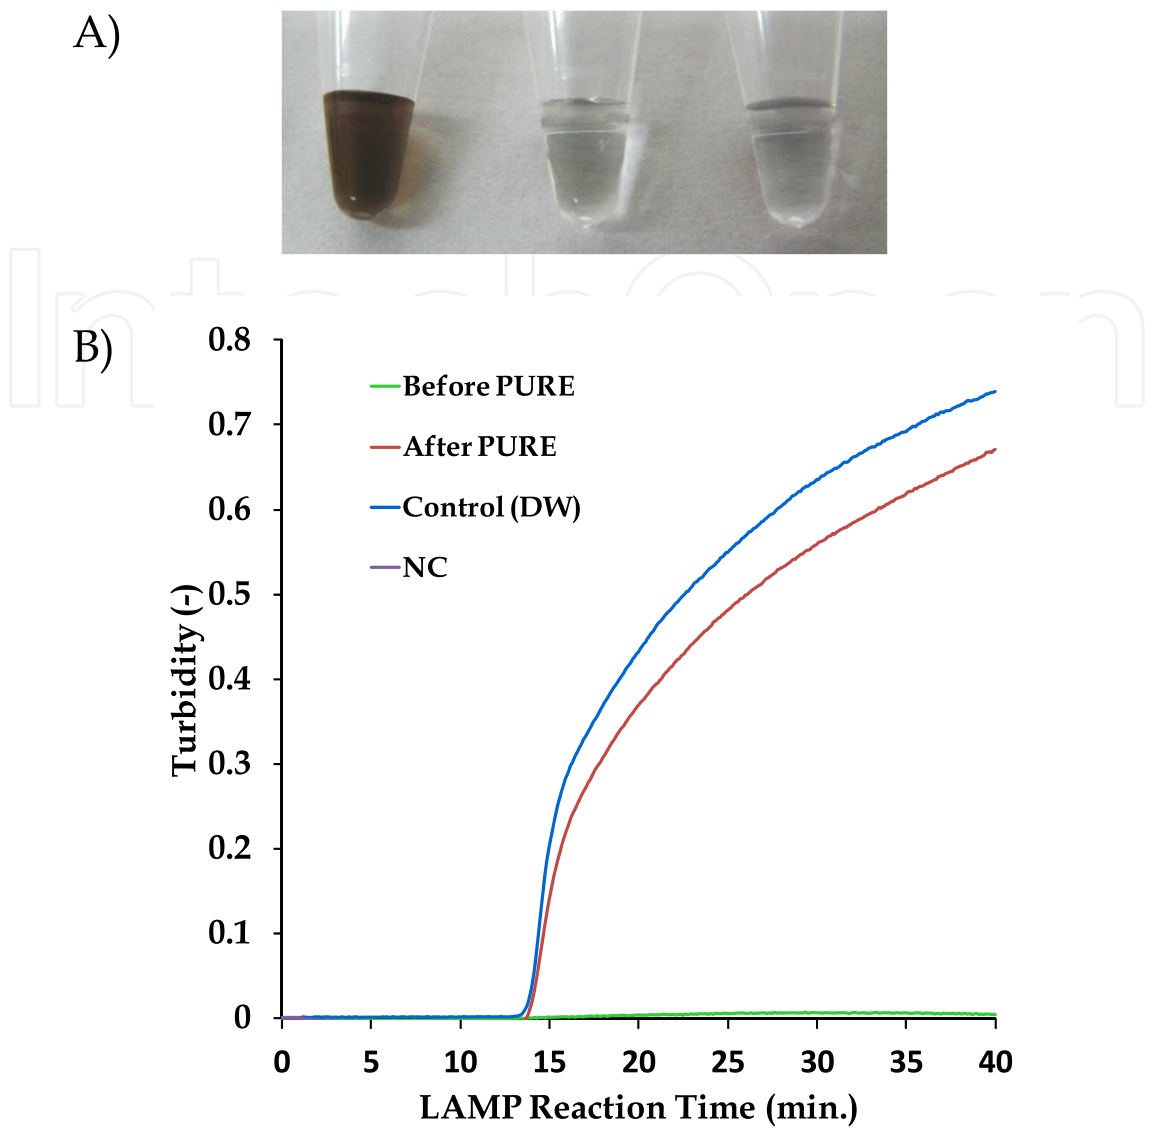 A)
IntechOpen
B)
0.8
0.7
0.6
0.5
0.4
0.3
0.2
0.1
0
Turbidity (-)
Before PURE
After PURE
Control (DW)
NC
0 5 10 15 20 25 30 35 40
LAMP Reaction Time (min.)